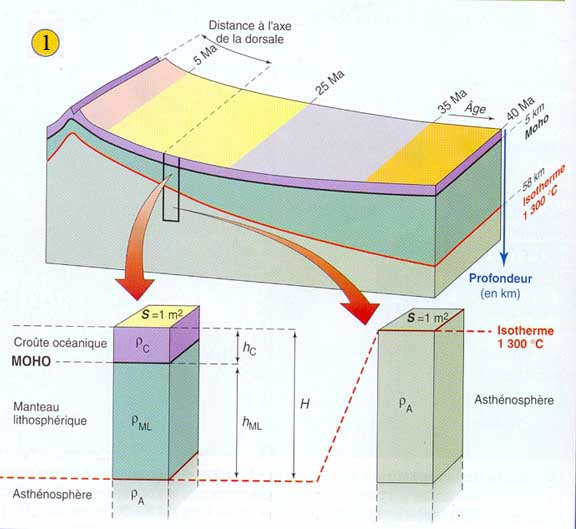 1
Distance à l'axe
de la dorsale
5 Ma
25 Ma
35 Ma
Âge
40 Ma
5 km
Moho
58 km
Isotherme
1 300 °C
Profondeur
(en km)
S=1 m²
S=1 m²
Croûte océanique
ρC
hC
MOHO
Isotherme
1 300 °C
Manteau
lithosphérique
ρML
hML
H
ρA
Asthénosphère
Asthénosphère
ρA